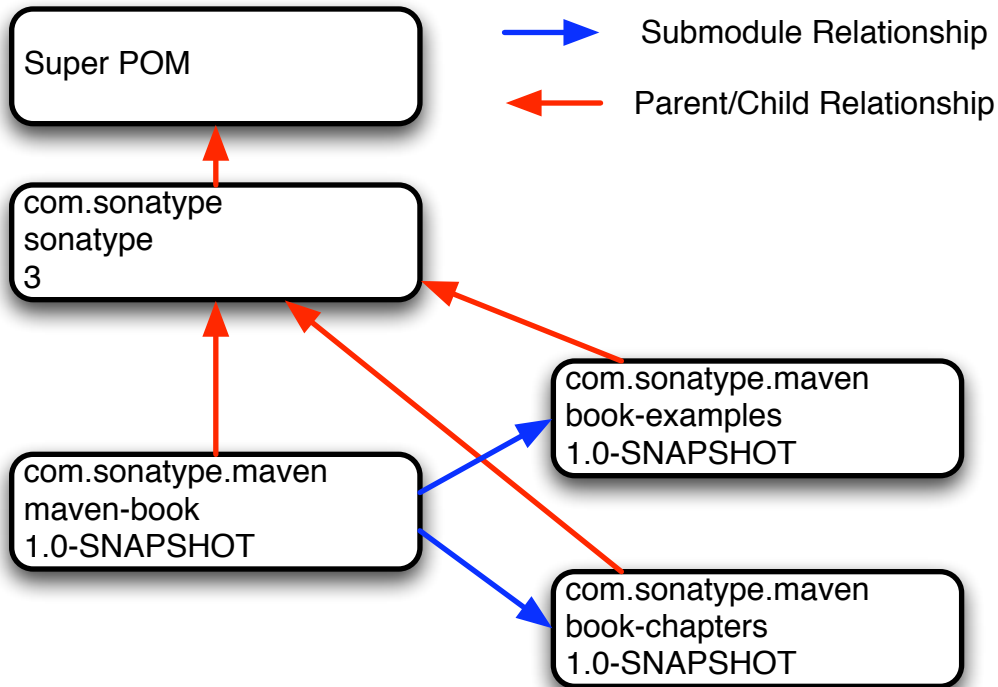 Super POM
Submodule Relationship
Parent/Child Relationship
com.sonatype
sonatype
3
com.sonatype.maven
book-examples
1.0-SNAPSHOT
com.sonatype.maven
maven-book
1.0-SNAPSHOT
com.sonatype.maven
book-chapters
1.0-SNAPSHOT